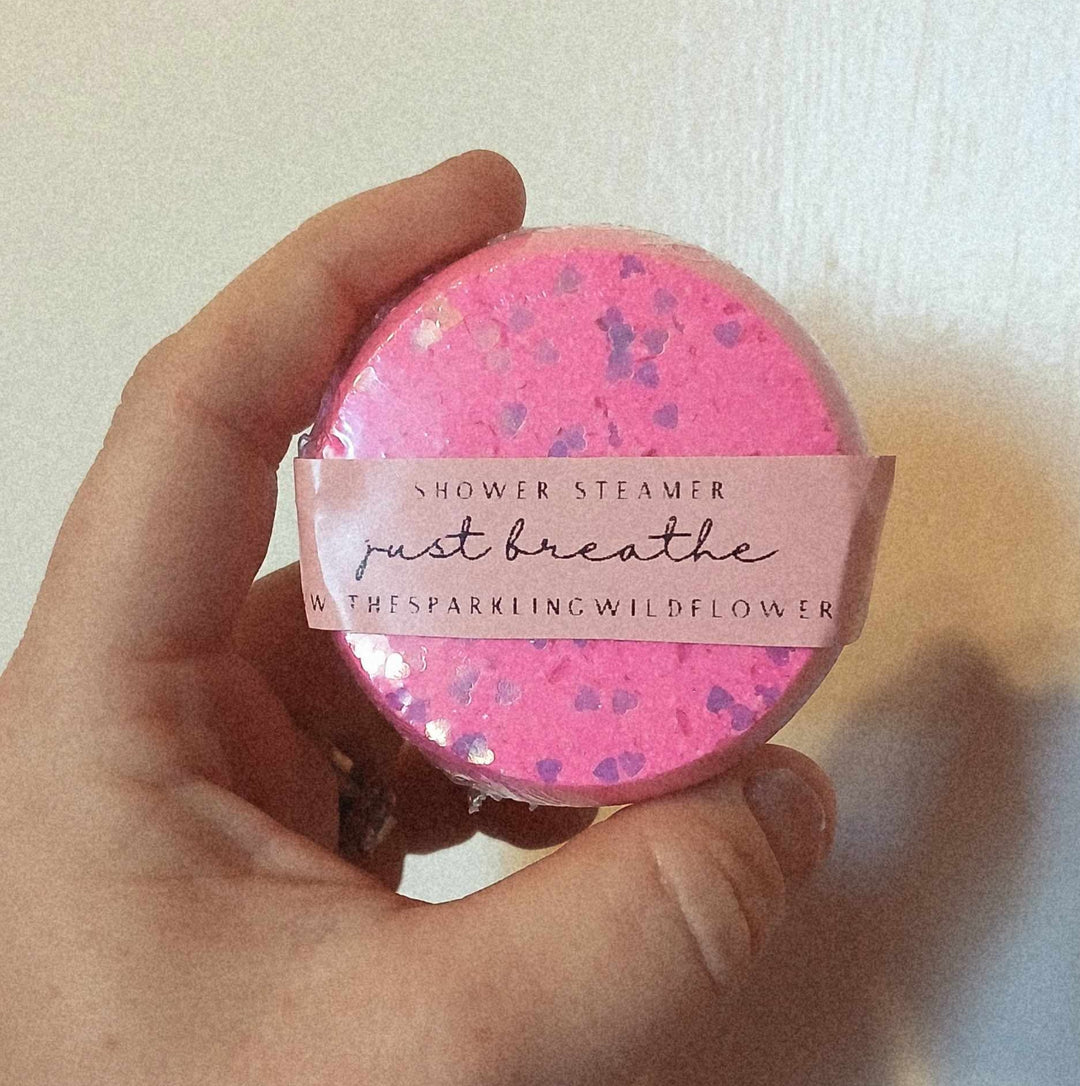 SHOWER STEAMER
just breathe
W THESPARKLINGWILDFLOWER